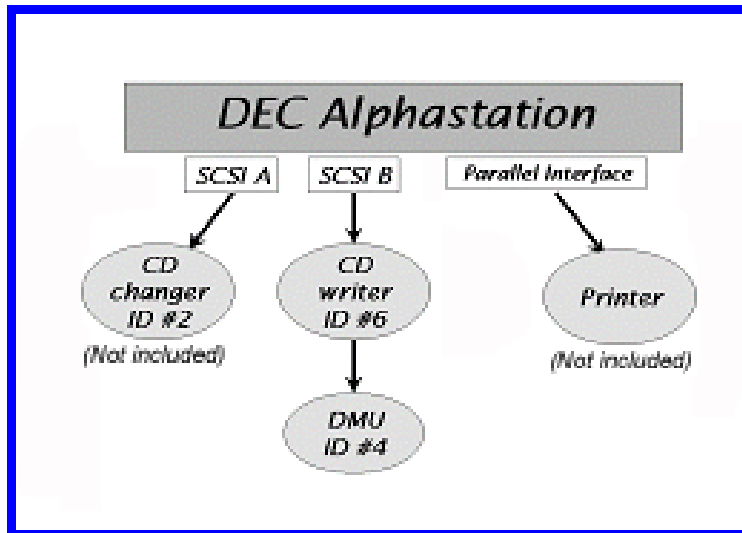 DEC Alphastation
SCSI A
SCSI B
Parallel Interface
CD
changer
ID #2
(Not included)
CD
writer
ID #6
Printer
(Not included)
DMU
ID #4